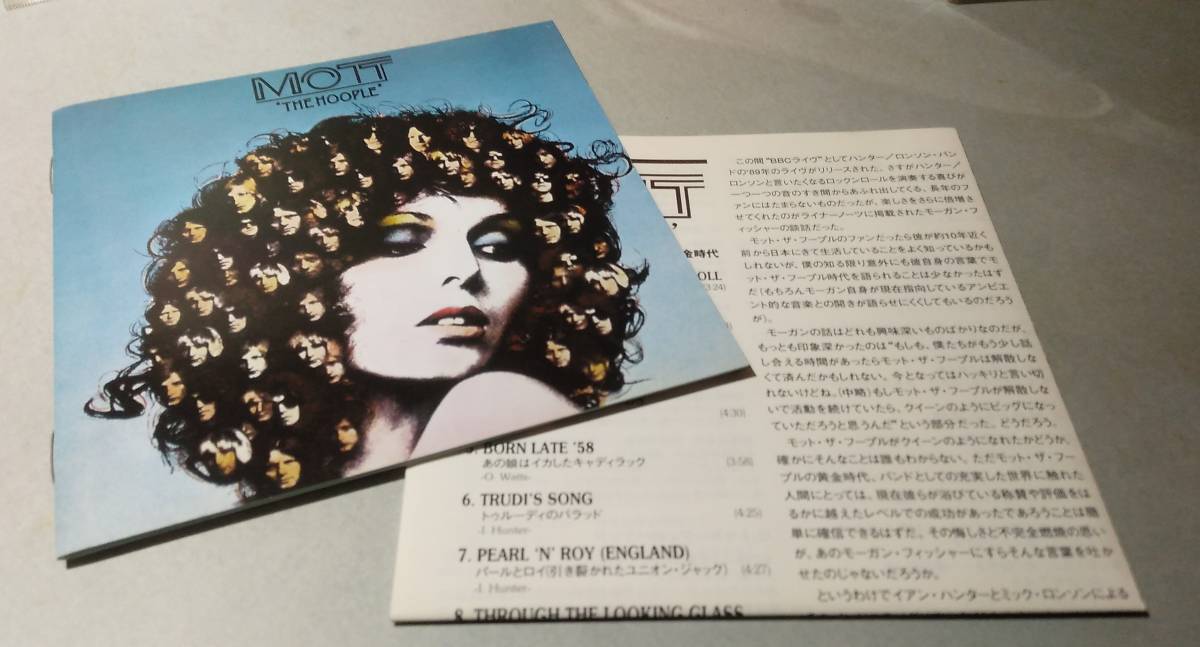 MOTT
"THE HOOPLE"
金時代
OLL
(3:24)
(4:30)
BORN LATE '58
あの娘はイカしたキャディラック
(3:56)
-O. Watts-
6. TRUDI'S SONG
トゥルーディのバラッド
(4:25)
-I. Hunter-
7. PEARL 'N' ROY (ENGLAND)
パールとロイ(引き裂かれたユニオン・ジャック)
(4:27)
-I. Hunter-
8. THROUGH THE LOOKING GLASS
この間"BBCライヴ"としてハンター/ロンソン・バン
ドの'89年のライヴがリリースされた。さすがハンター/
ロンソンと言いたくなるロックンロールを演奏する喜びが
一つ一つの音のすき間からあふれ出してくる、長年のフ
ァンにはたまらないものだったが、楽しさをさらに倍増さ
せてくれたのがライナーノーツに掲載されたモーガン・フ
ィッシャーの談話だった。
モット・ザ・フープルのファンだったら彼が約10年近く
前から日本にきて生活していることをよく知っているかも
しれないが、僕の知る限り意外にも彼自身の言葉でモ
ット・ザ・フープル時代を語られることは少なかったはず
だ(もちろんモーガン自身が現在指向しているアンビエ
ント的な音楽との開きが語らせにくくしてもいるのだろう
が)。
モーガンの話はどれも興味深いものばかりなのだが、
もっとも印象深かったのは"もしも、僕たちがもう少し話
し合える時間があったらモット・ザ・フープルは解散しな
くて済んだかもしれない。今となってはハッキリと言い切
れないけどね。(中略)もしモット・ザ・フープルが解散しな
いで活動を続けていたら、クイーンのようにビッグになっ
ていただろうと思うんだ"という部分だった。どうだろう。
モット・ザ・フープルがクイーンのようになれたかどうか、
確かにそんなことは誰もわからない。ただモット・ザ・フー
プルの黄金時代、バンドとしての充実した世界に触れた
人間にとっては、現在彼らが浴びている称賛や評価をは
るかに越えたレベルでの成功があったであろうことは簡
単に確信できるはずだ。その悔しさと不完全燃焼の思い
が、あのモーガン・フィッシャーにすらそんな言葉を吐か
せたのじゃないだろうか。
というわけでイアン・ハンターとミック・ロンソンによる